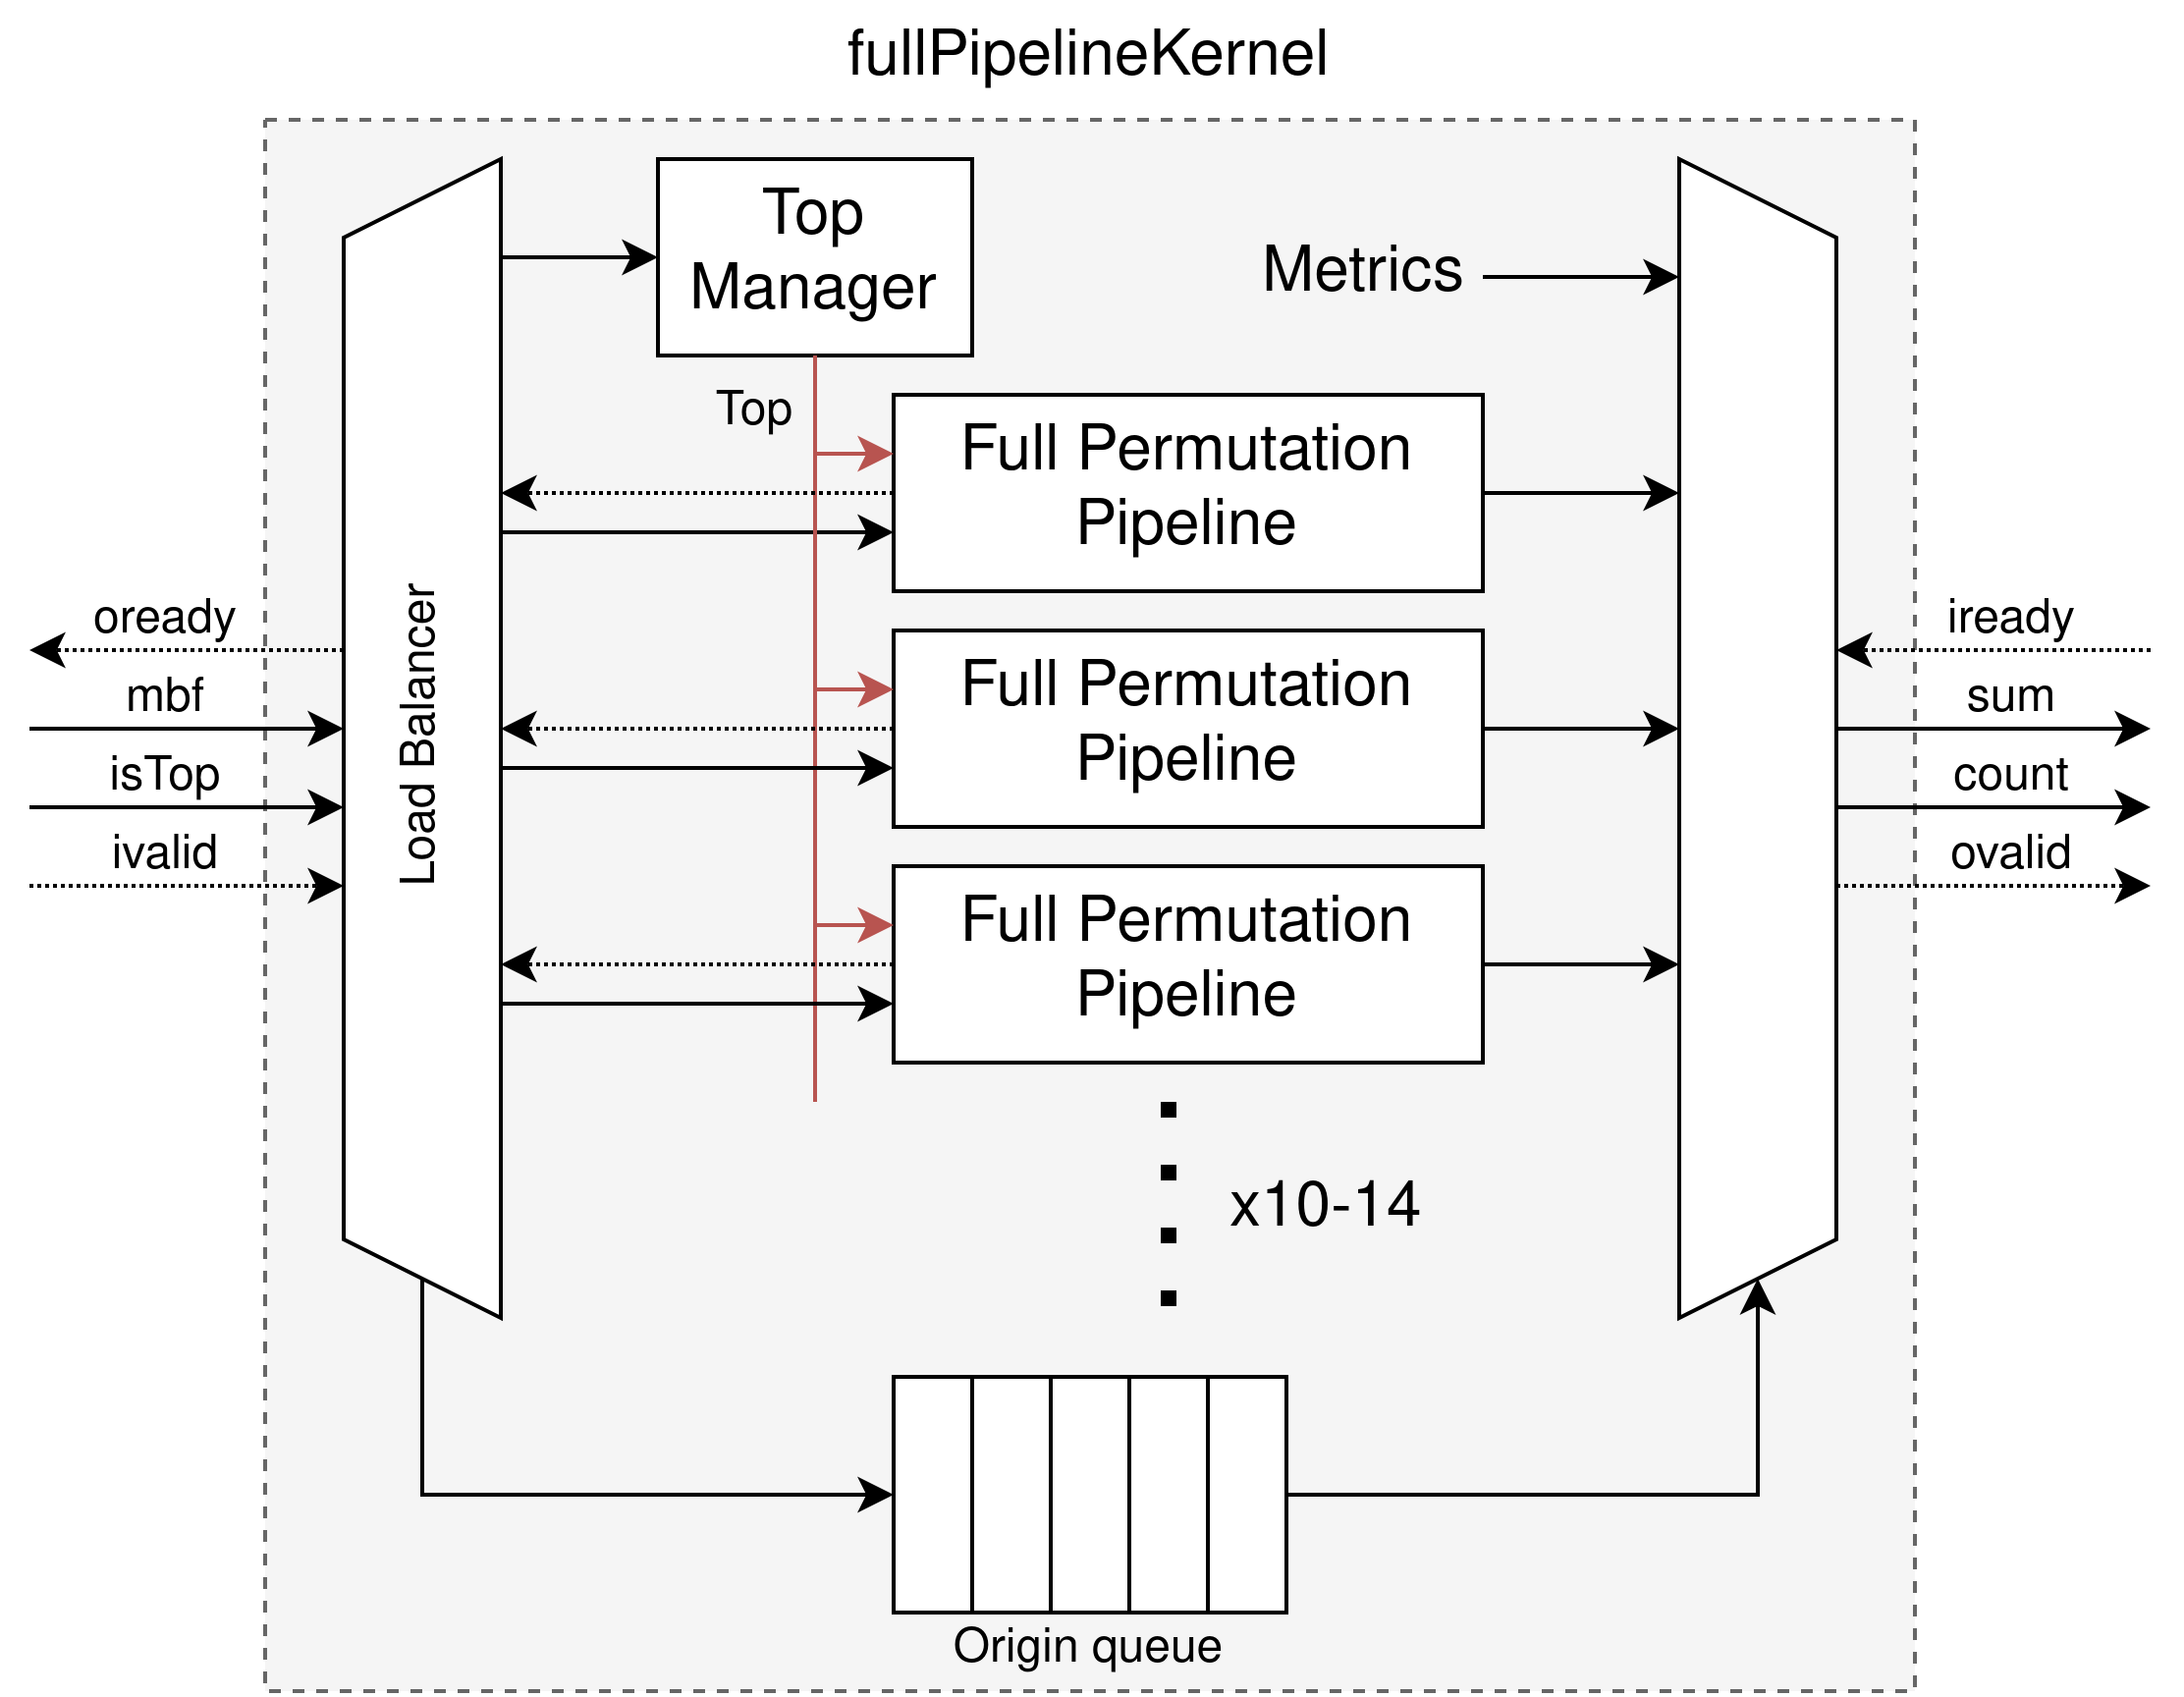 fullPipelineKernel
Top
Manager
Metrics
Top
Full Permutation
Pipeline
Load Balancer
oready
mbf
isTop
ivalid
Full Permutation
Pipeline
iready
sum
count
ovalid
Full Permutation
Pipeline
x10-14
Origin queue